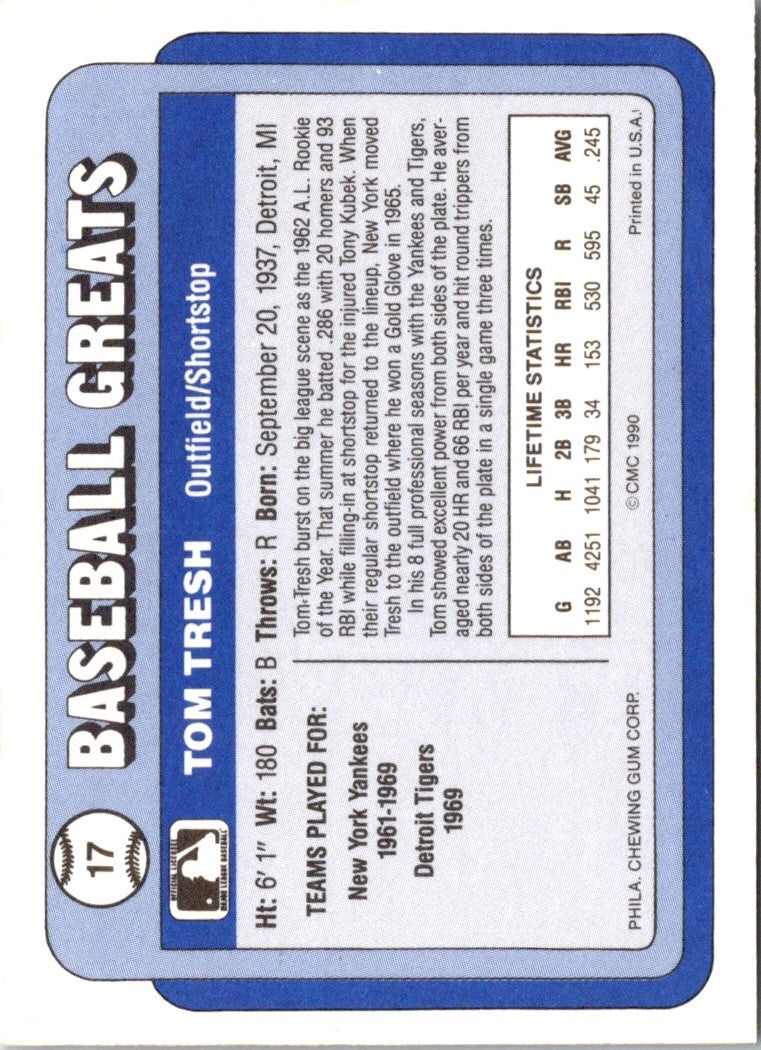 17
BASEBALL GREATS
OFFICIAL LICENSEE
MAJOR LEAGUE BASEBALL
TOM TRESH Outfield/Shortstop
Ht: 6' 1" Wt: 180 Bats: B Throws: R Born: September 20, 1937, Detroit, MI
TEAMS PLAYED FOR:
New York Yankees
1961-1969
Detroit Tigers
1969
Tom Tresh burst on the big league scene as the 1962 A.L. Rookie
of the Year. That summer he batted .286 with 20 homers and 93
RBI while filling-in at shortstop for the injured Tony Kubek. When
their regular shortstop returned to the lineup, New York moved
Tresh to the outfield where he won a Gold Glove in 1965.
In his 8 full professional seasons with the Yankees and Tigers,
Tom showed excellent power from both sides of the plate. He aver-
aged nearly 20 HR and 66 RBI per year and hit round trippers from
both sides of the plate in a single game three times.
LIFETIME STATISTICS
G AB H 2B 3B HR RBI R SB AVG
1192 4251 1041 179 34 153 530 595 45 .245
PHILA. CHEWING GUM CORP. © CMC 1990 Printed in U.S.A.